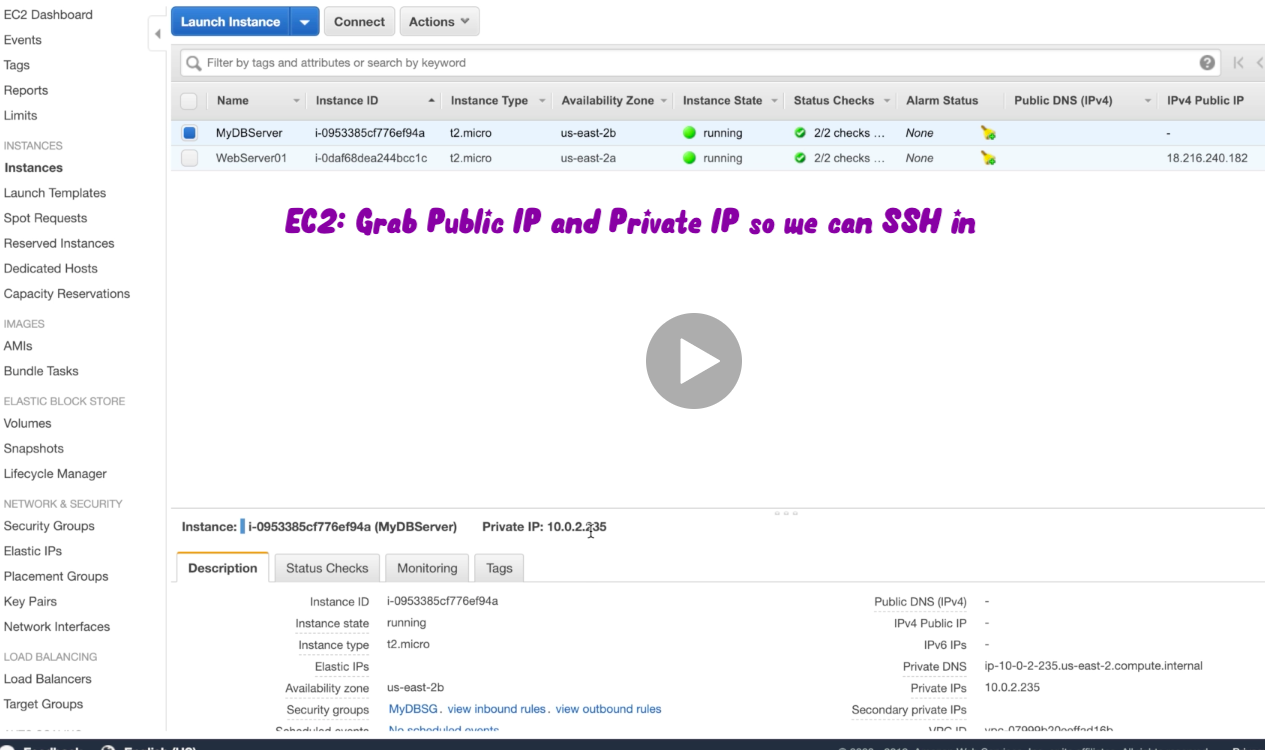 EC2 Dashboard
Events
Tags
Reports
Limits
INSTANCES
Instances
Launch Templates
Spot Requests
Reserved Instances
Dedicated Hosts
Capacity Reservations
IMAGES
AMIs
Bundle Tasks
ELASTIC BLOCK STORE
Volumes
Snapshots
Lifecycle Manager
NETWORK & SECURITY
Security Groups
Elastic IPs
Placement Groups
Key Pairs
Network Interfaces
LOAD BALANCING
Load Balancers
Target Groups
Launch Instance Connect Actions
Filter by tags and attributes or search by keyword
Name Instance ID Instance Type Availability Zone Instance State Status Checks Alarm Status Public DNS (IPv4) IPv4 Public IP
MyDBServer i-0953385cf776ef94a t2.micro us-east-2b running 2/2 checks ... None -
WebServer01 i-0daf68dea244bcc1c t2.micro us-east-2a running 2/2 checks ... None 18.216.240.182
EC2: Grab Public IP and Private IP so we can SSH in
Instance: i-0953385cf776ef94a (MyDBServer) Private IP: 10.0.2.235
Description Status Checks Monitoring Tags
Instance ID i-0953385cf776ef94a Public DNS (IPv4) -
Instance state running IPv4 Public IP -
Instance type t2.micro IPv6 IPs -
Elastic IPs Private DNS ip-10-0-2-235.us-east-2.compute.internal
Availability zone us-east-2b Private IPs 10.0.2.235
Security groups MyDBSG. view inbound rules. view outbound rules Secondary private IPs
Scheduled events No scheduled events VPC ID